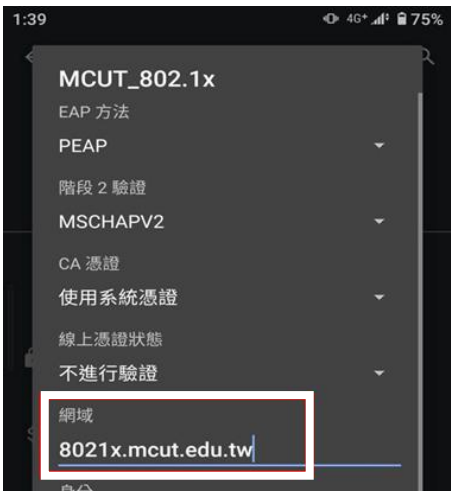 1:39 4G+ 75%
MCUT_802.1x
EAP 方法
PEAP
階段 2 驗證
MSCHAPV2
CA 憑證
使用系統憑證
線上憑證狀態
不進行驗證
網域
8021x.mcut.edu.tw
身分